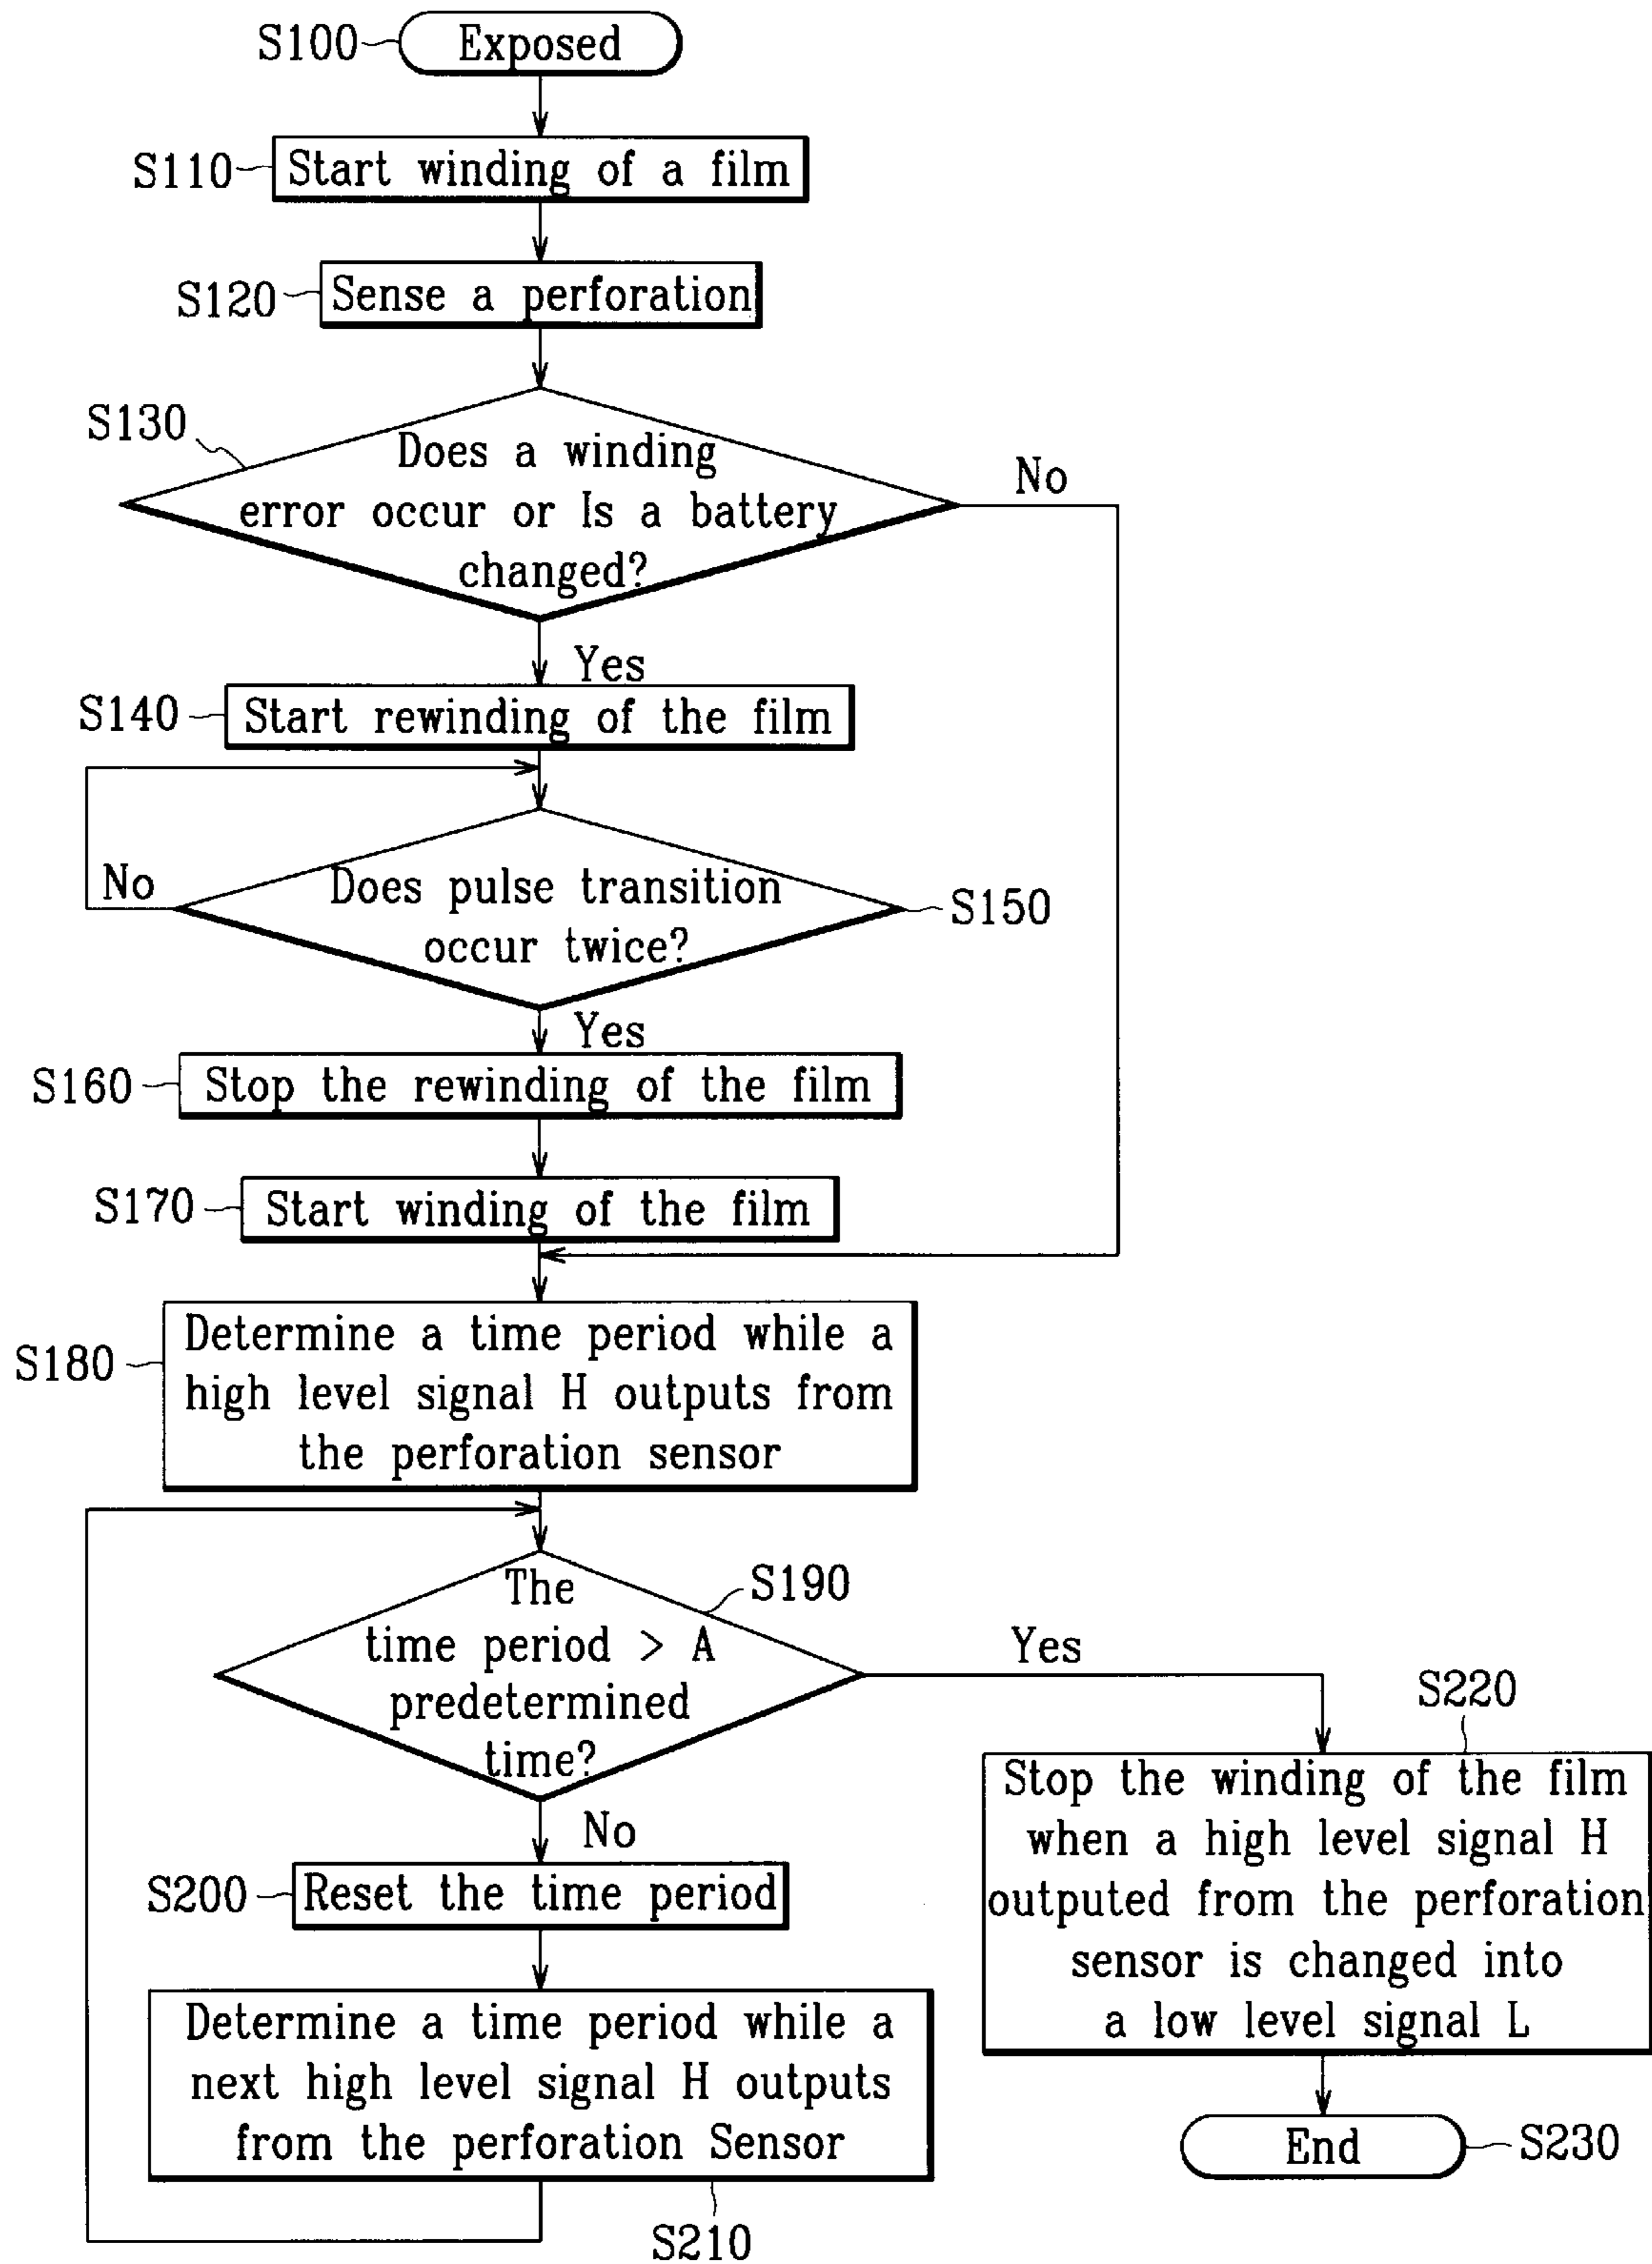 S100
Exposed
S110
Start winding of a film
S120
Sense a perforation
S130
Does a winding
error occur or Is a battery
changed?
No
Yes
S140
Start rewinding of the film
No
Does pulse transition
occur twice?
S150
Yes
S160
Stop the rewinding of the film
S170
Start winding of the film
S180
Determine a time period while a
high level signal H outputs from
the perforation sensor
The
time period > A
predetermined
time?
S190
Yes
No
S200
Reset the time period
S210
Determine a time period while a
next high level signal H outputs
from the perforation Sensor
S220
Stop the winding of the film
when a high level signal H
outputed from the perforation
sensor is changed into
a low level signal L
End
S230